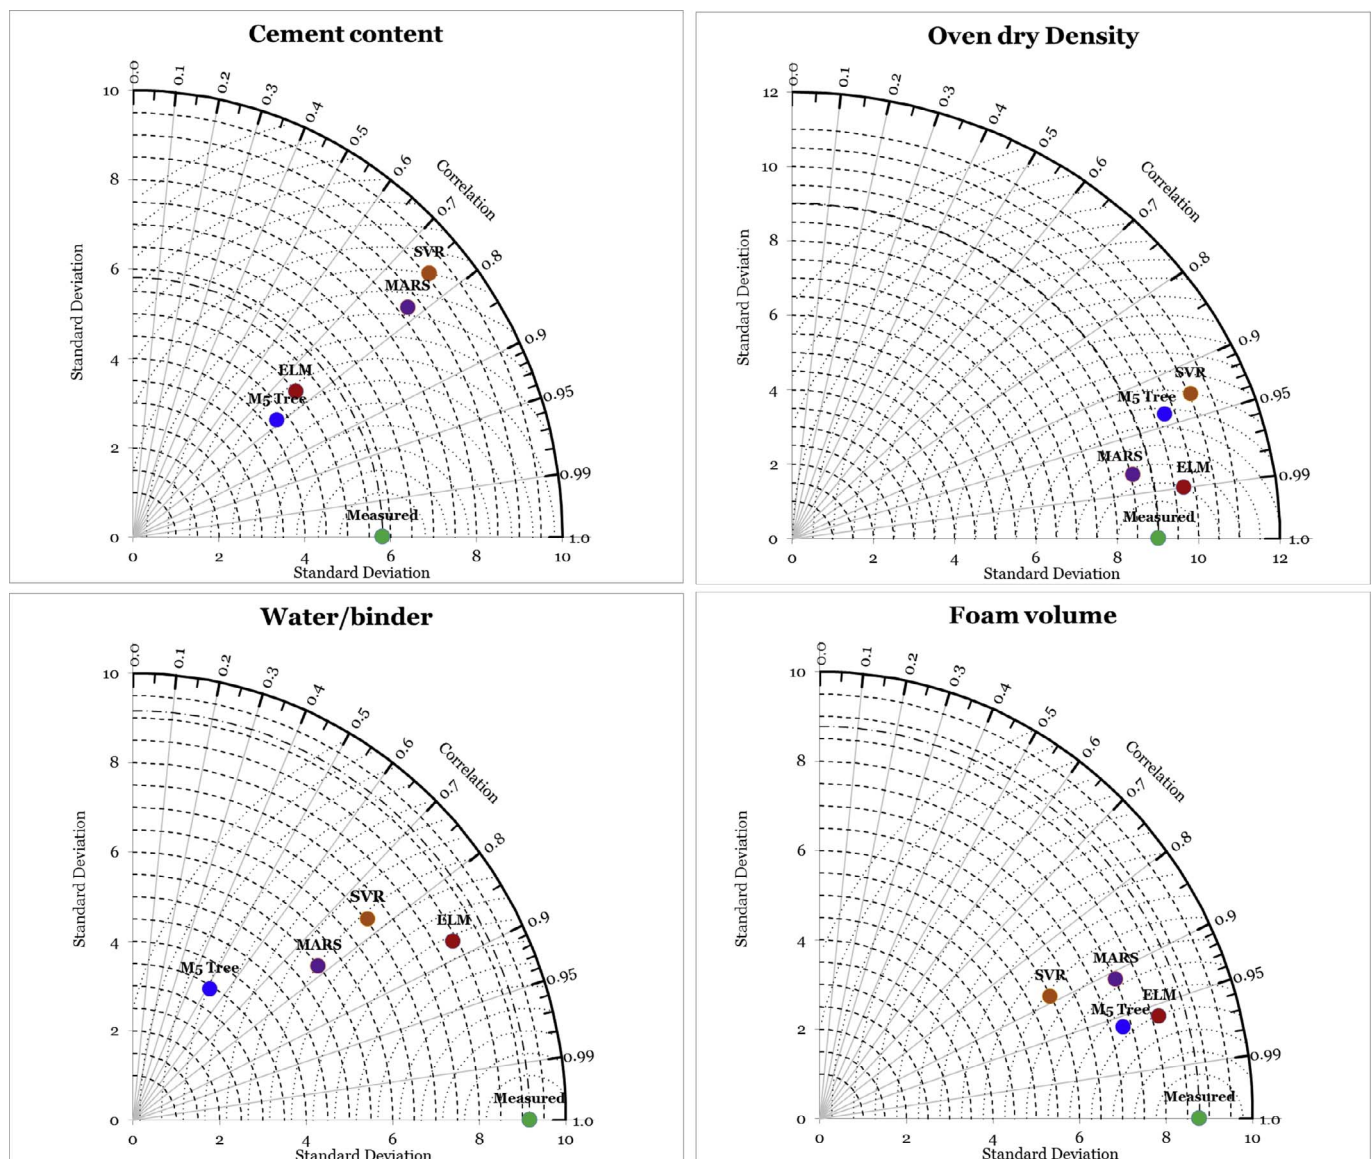 Cement content
0.0
0.1
0.2
0.3
0.4
0.5
0.6
Correlation
0.7
0.8
0.9
0.95
0.99
1.0
10
8
6
4
2
0
Standard Deviation
SVR
MARS
ELM
M5 Tree
Measured
0 2 4 6 8 10
Standard Deviation
Oven dry Density
0.0
0.1
0.2
0.3
0.4
0.5
0.6
Correlation
0.7
0.8
0.9
0.95
0.99
1.0
12
10
8
6
4
2
0
Standard Deviation
SVR
M5 Tree
MARS
ELM
Measured
0 2 4 6 8 10 12
Standard Deviation
Water/binder
0.0
0.1
0.2
0.3
0.4
0.5
0.6
Correlation
0.7
0.8
0.9
0.95
0.99
1.0
10
8
6
4
2
0
Standard Deviation
SVR
ELM
MARS
M5 Tree
Measured
0 2 4 6 8 10
Standard Deviation
Foam volume
0.0
0.1
0.2
0.3
0.4
0.5
0.6
Correlation
0.7
0.8
0.9
0.95
0.99
1.0
10
8
6
4
2
0
Standard Deviation
MARS
SVR
ELM
M5 Tree
Measured
0 2 4 6 8 10
Standard Deviation